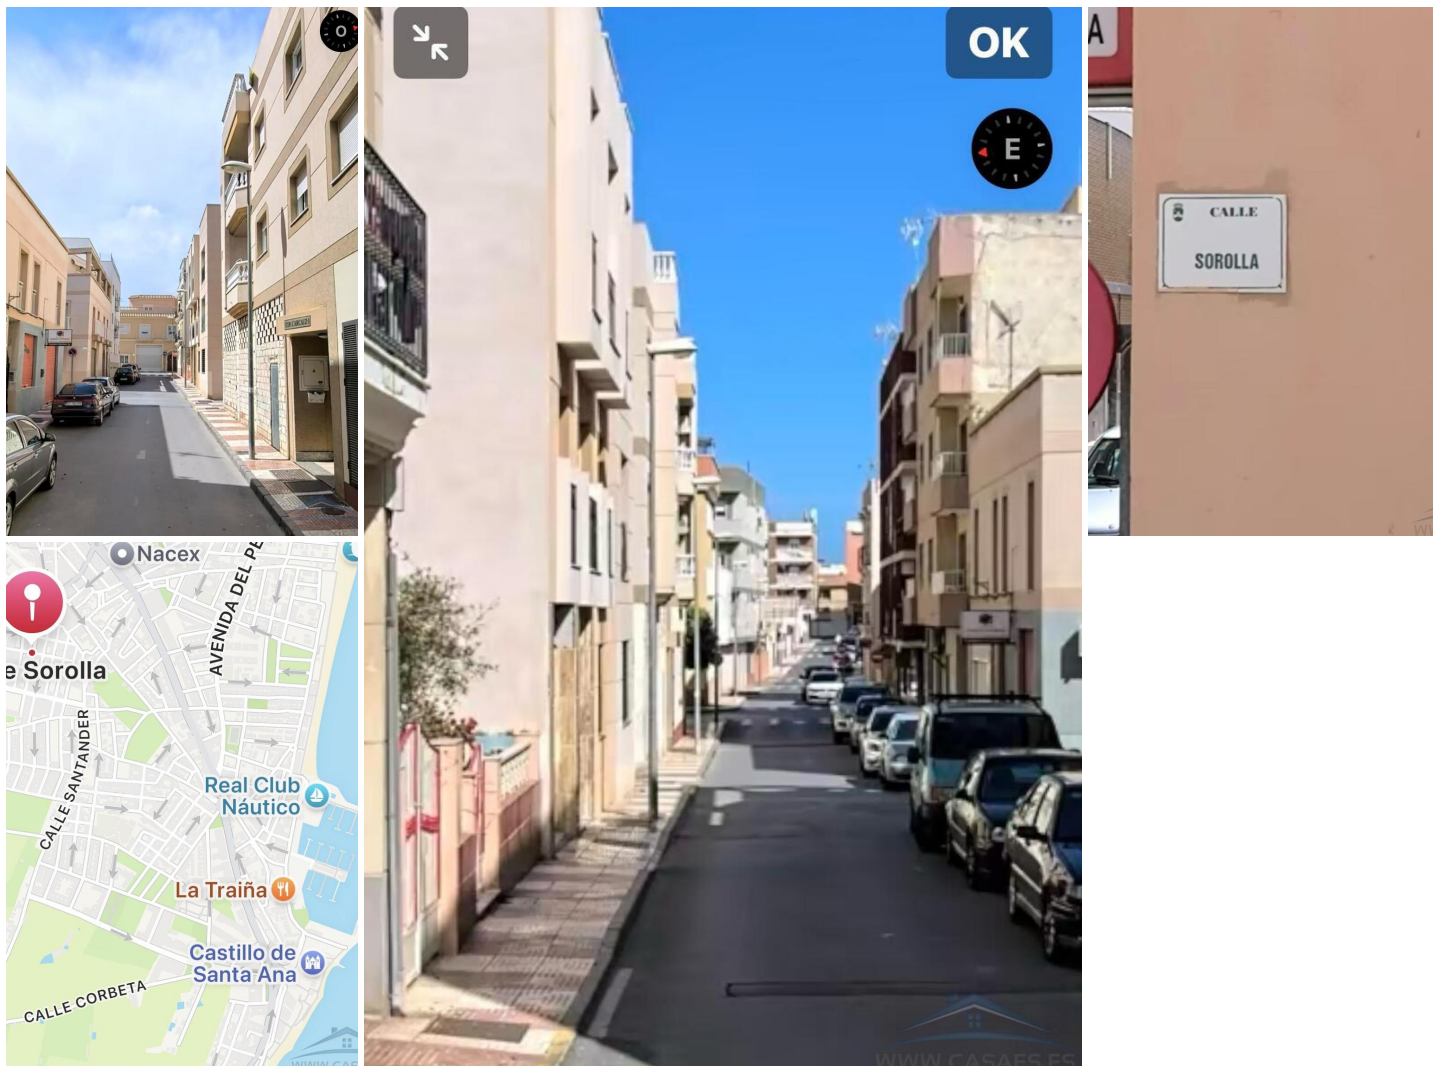 O
OK
E
A
CALLE
SOROLLA
Nacex
AVENIDA DEL PE
e Sorolla
CALLE SANTANDER
Real Club
Náutico
La Traiña
Castillo de
Santa Ana
CALLE CORBETA
WWW.CASAES.ES